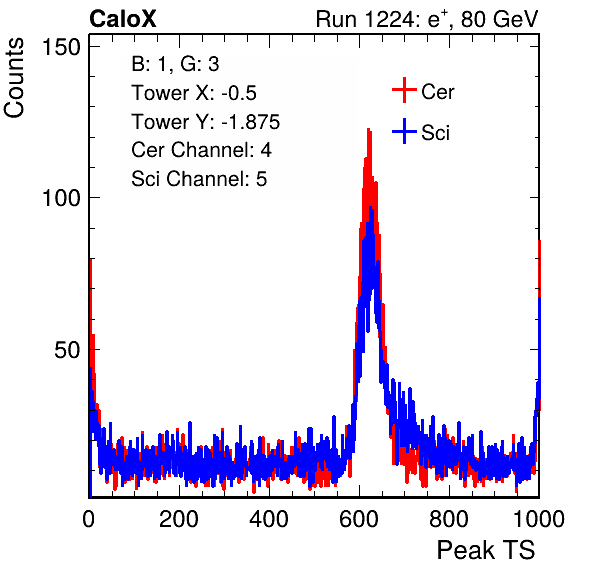 CaloX Run 1224: e+, 80 GeV
Counts
150
100
50
B: 1, G: 3
Tower X: -0.5
Tower Y: -1.875
Cer Channel: 4
Sci Channel: 5
Cer
Sci
0 200 400 600 800 1000
Peak TS